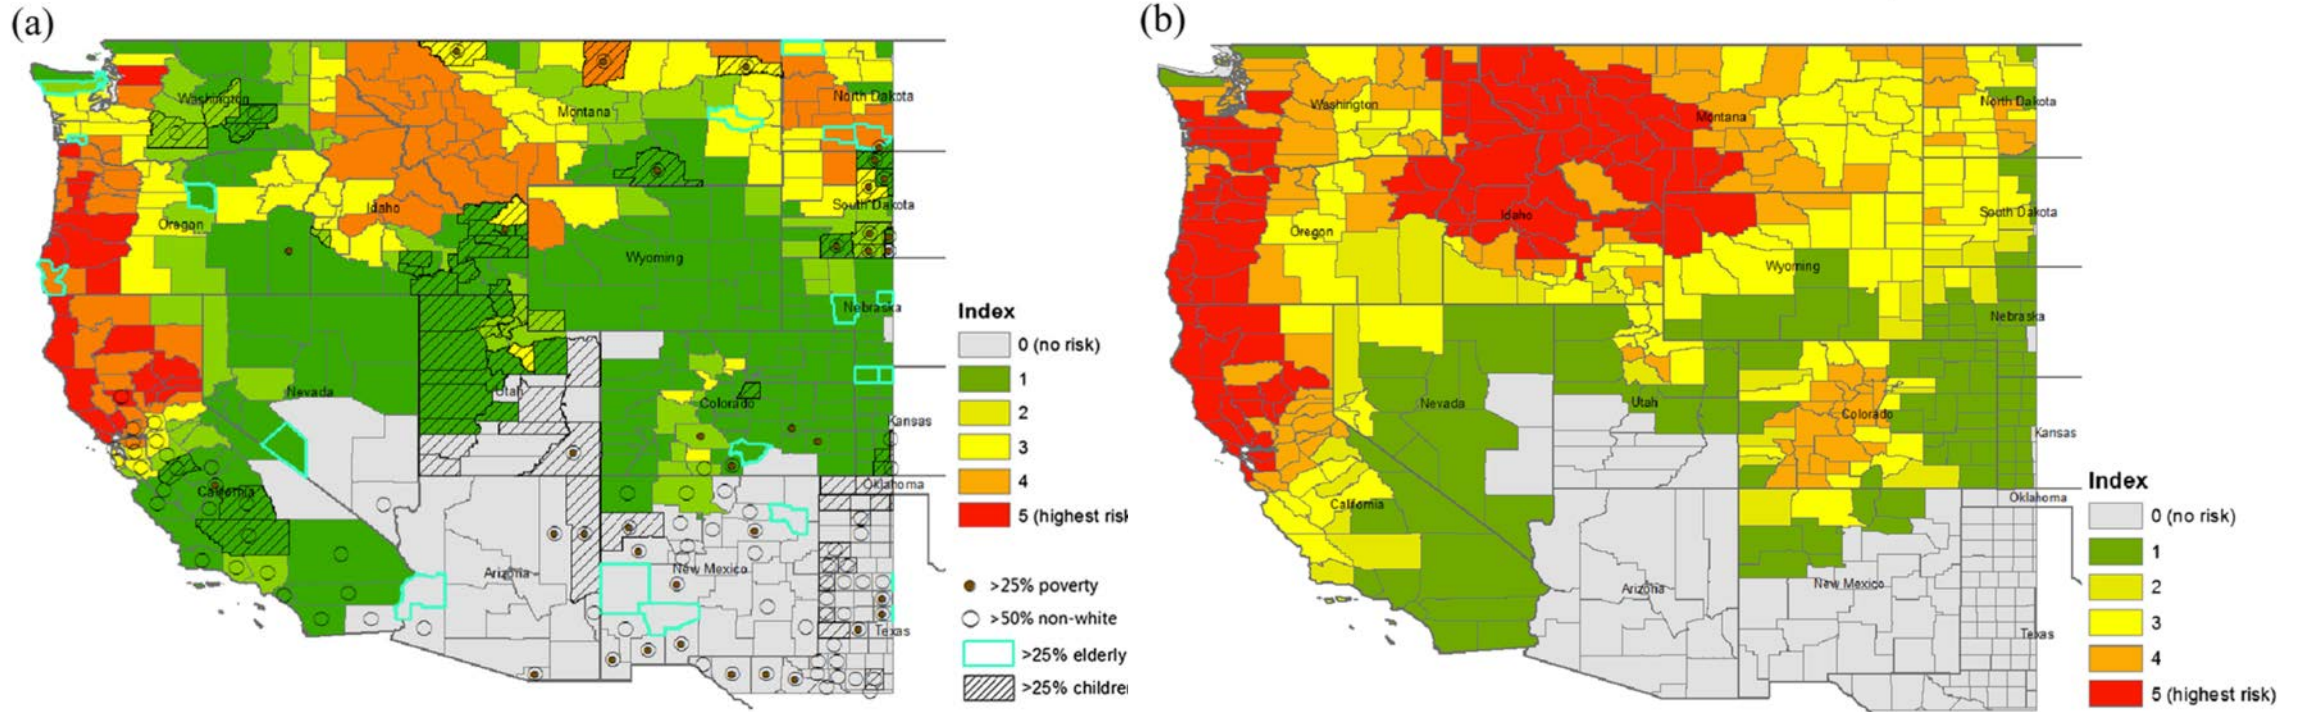 (a)
Washington
Montana
North Dakota
Idaho
Oregon
South Dakota
Wyoming
Nebraska
Nevada
Utah
Colorado
Kansas
California
Oklahoma
Arizona
New Mexico
Texas
Index
0 (no risk)
1
2
3
4
5 (highest risk
>25% poverty
>50% non-white
>25% elderly
>25% childre
(b)
Washington
North Dakota
Montana
Idaho
South Dakota
Oregon
Wyoming
Nebraska
Nevada
Utah
Colorado
Kansas
California
Oklahoma
Arizona
New Mexico
Texas
Index
0 (no risk)
1
2
3
4
5 (highest risk)